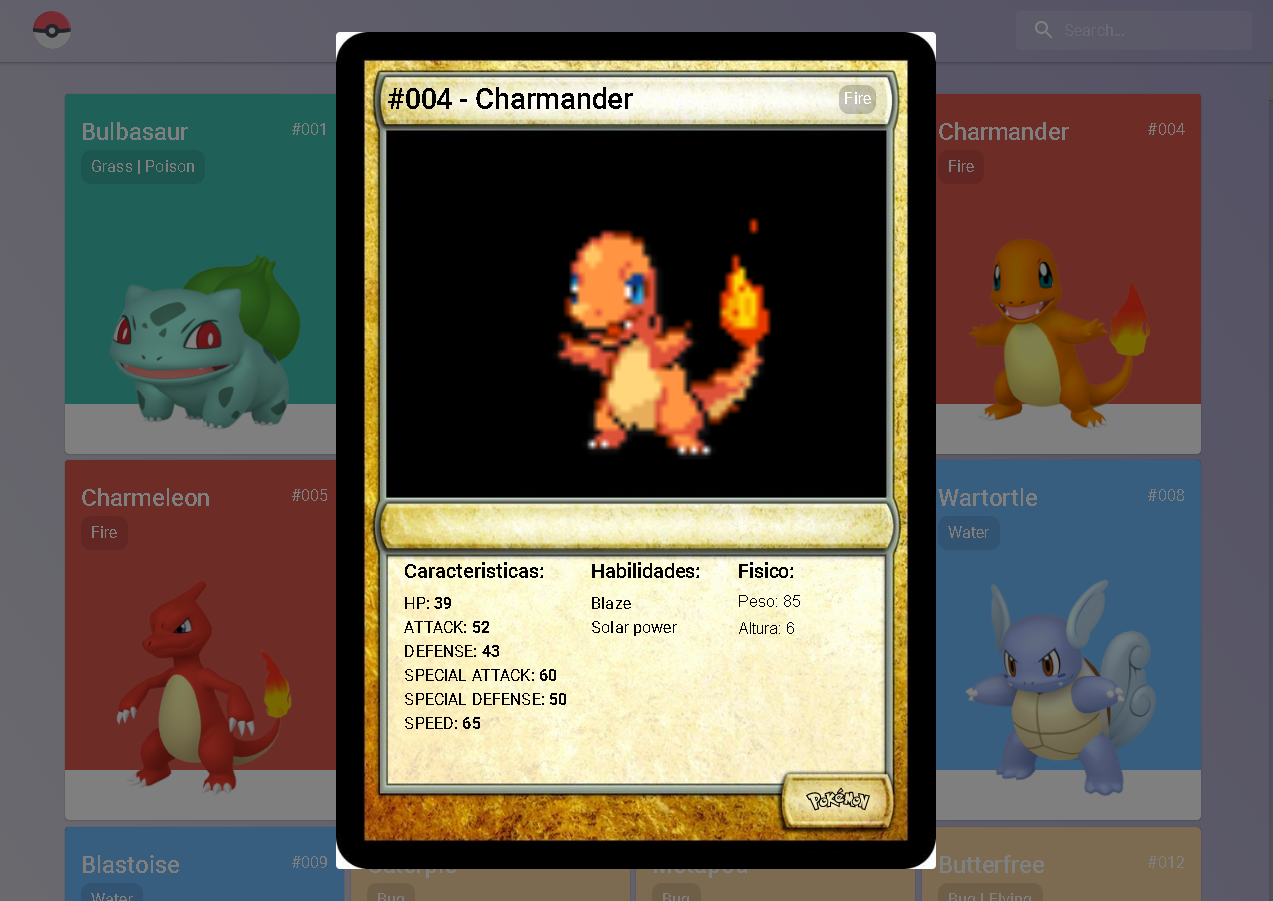 Search...
#004 - Charmander
Fire
Bulbasaur #001
Grass | Poison
Charmander #004
Fire
Charmeleon #005
Fire
Wartortle #008
Water
Caracteristicas:
HP: 39
ATTACK: 52
DEFENSE: 43
SPECIAL ATTACK: 60
SPECIAL DEFENSE: 50
SPEED: 65
Habilidades:
Blaze
Solar power
Fisico:
Peso: 85
Altura: 6
POKéMON
Blastoise #009
Water
Bug
Bug
Butterfree #012
Bug | Flying